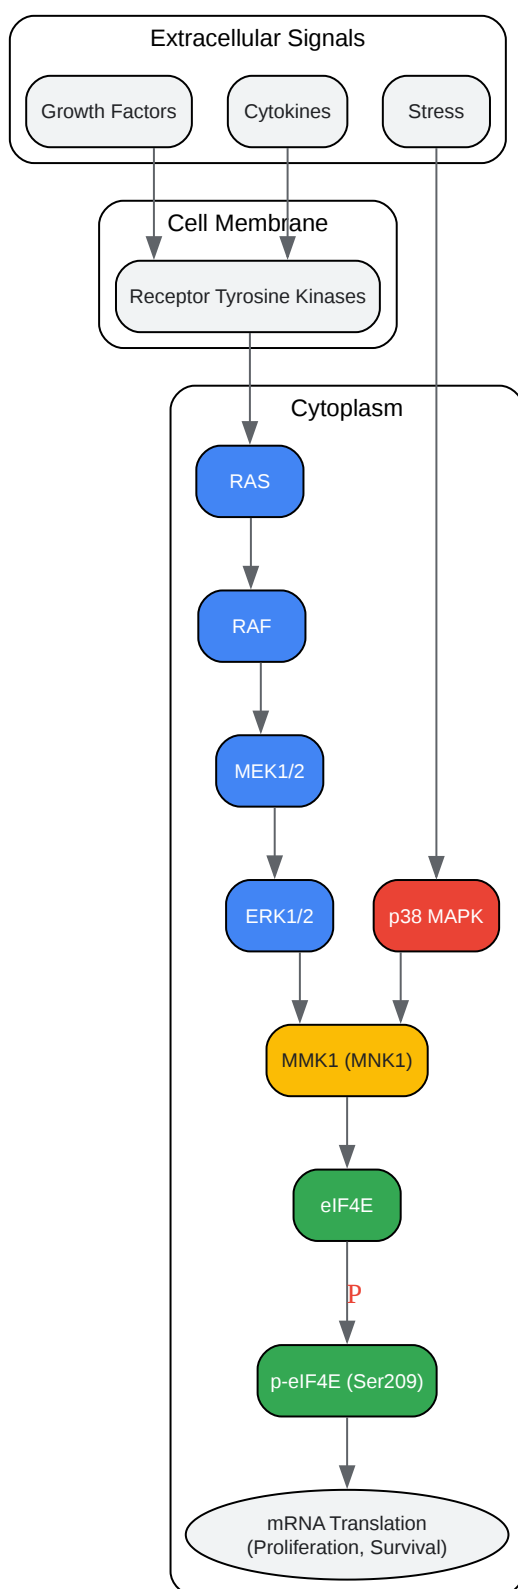 Extracellular Signals
Growth Factors
Cytokines
Stress
Cell Membrane
Receptor Tyrosine Kinases
Cytoplasm
RAS
RAF
MEK1/2
ERK1/2
p38 MAPK
MMK1 (MNK1)
eIF4E
P
p-eIF4E (Ser209)
mRNA Translation
(Proliferation, Survival)